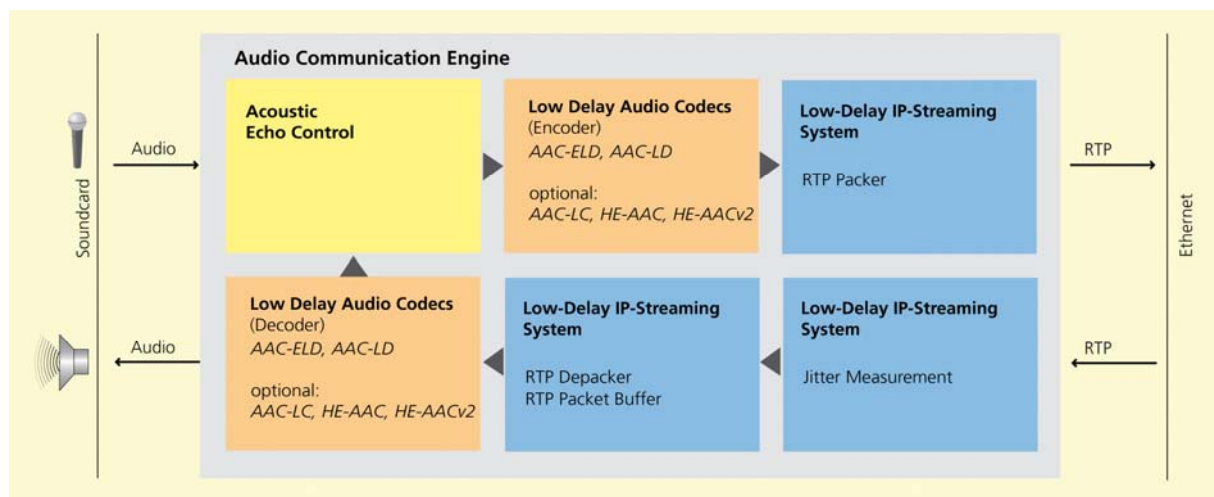 Audio Communication Engine
Soundcard
Audio
Acoustic
Echo Control
Low Delay Audio Codecs
(Encoder)
AAC-ELD, AAC-LD
optional:
AAC-LC, HE-AAC, HE-AACv2
Low-Delay IP-Streaming
System
RTP Packer
RTP
Ethernet
Audio
Low Delay Audio Codecs
(Decoder)
AAC-ELD, AAC-LD
optional:
AAC-LC, HE-AAC, HE-AACv2
Low-Delay IP-Streaming
System
RTP Depacker
RTP Packet Buffer
Low-Delay IP-Streaming
System
Jitter Measurement
RTP